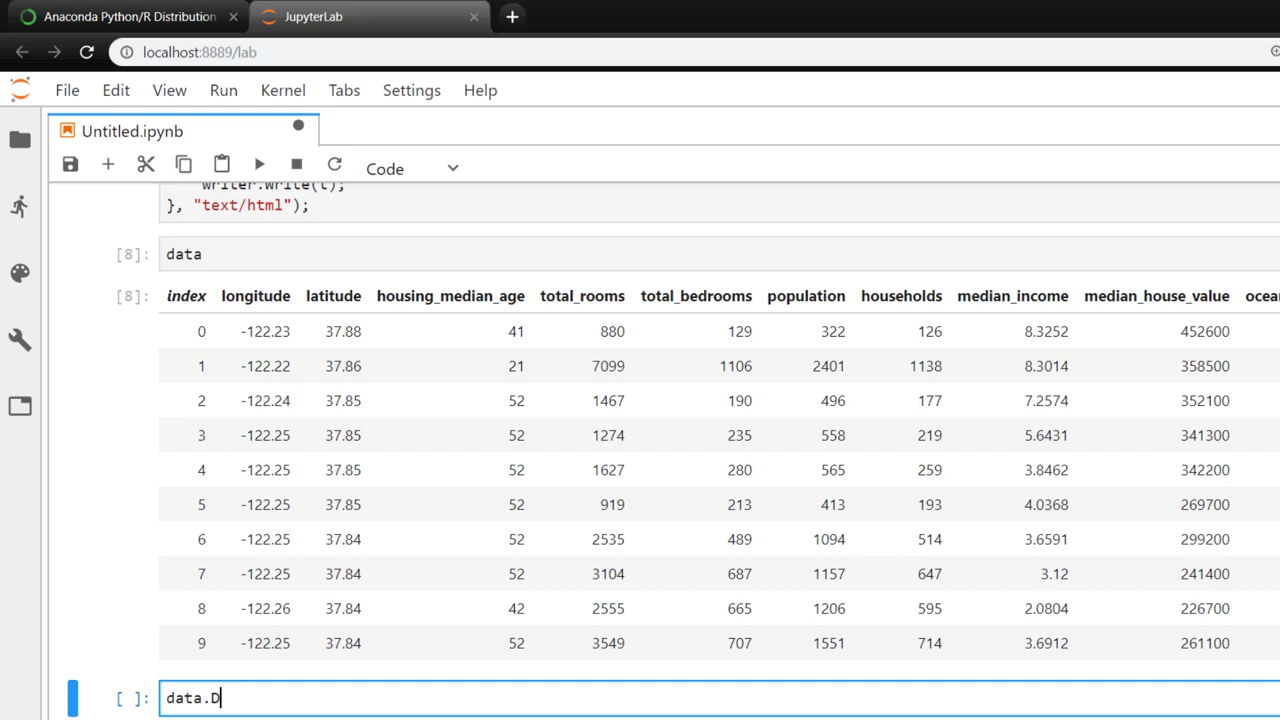 Anaconda Python/R Distribution
JupyterLab
localhost:8889/lab
File Edit View Run Kernel Tabs Settings Help
Untitled.ipynb
Code
writer.Write(t);
}, "text/html");
[8]: data
[8]: index longitude latitude housing_median_age total_rooms total_bedrooms population households median_income median_house_value ocea
0 -122.23 37.88 41 880 129 322 126 8.3252 452600
1 -122.22 37.86 21 7099 1106 2401 1138 8.3014 358500
2 -122.24 37.85 52 1467 190 496 177 7.2574 352100
3 -122.25 37.85 52 1274 235 558 219 5.6431 341300
4 -122.25 37.85 52 1627 280 565 259 3.8462 342200
5 -122.25 37.85 52 919 213 413 193 4.0368 269700
6 -122.25 37.84 52 2535 489 1094 514 3.6591 299200
7 -122.25 37.84 52 3104 687 1157 647 3.12 241400
8 -122.26 37.84 42 2555 665 1206 595 2.0804 226700
9 -122.25 37.84 52 3549 707 1551 714 3.6912 261100
[ ]: data.D